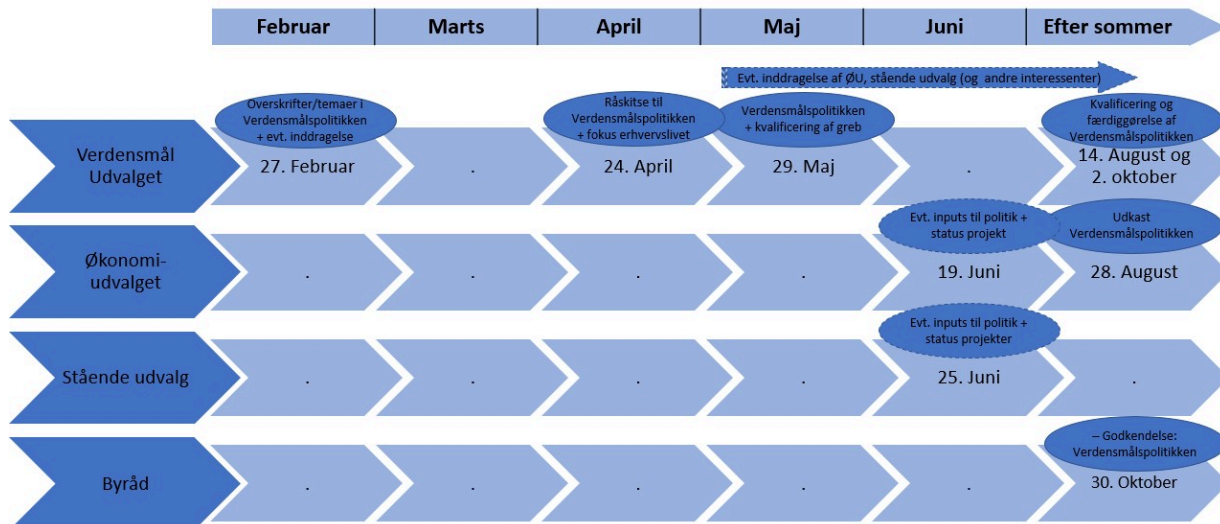 Februar
Marts
April
Maj
Juni
Efter sommer
Evt. inddragelse af ØU, stående udvalg (og andre interessenter)
Overskrifter/temaer i
Verdensmålspolitikken
+ evt. inddragelse
Råskitse til
Verdensmålspolitikken
+ fokus erhvervslivet
Verdensmålspolitikken
+ kvalificering af greb
Kvalificering og
færdiggørelse af
Verdensmålspolitikken
Verdensmål
Udvalget
27. Februar
.
24. April
29. Maj
.
14. August og
2. oktober
Evt. inputs til politik +
status projekt
Udkast
Verdensmålspolitikken
Økonomi-
udvalget
.
.
.
.
19. Juni
28. August
Evt. inputs til politik +
status projekter
Stående udvalg
.
.
.
.
25. Juni
.
– Godkendelse:
Verdensmålspolitikken
Byråd
.
.
.
.
.
30. Oktober